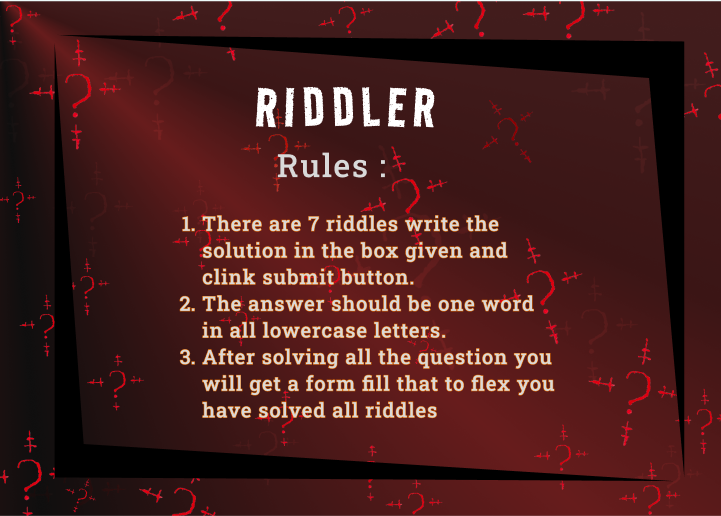 RIDDLER
Rules :
1. There are 7 riddles write the
solution in the box given and
clink submit button.
2. The answer should be one word
in all lowercase letters.
3. After solving all the question you
will get a form fill that to flex you
have solved all riddles